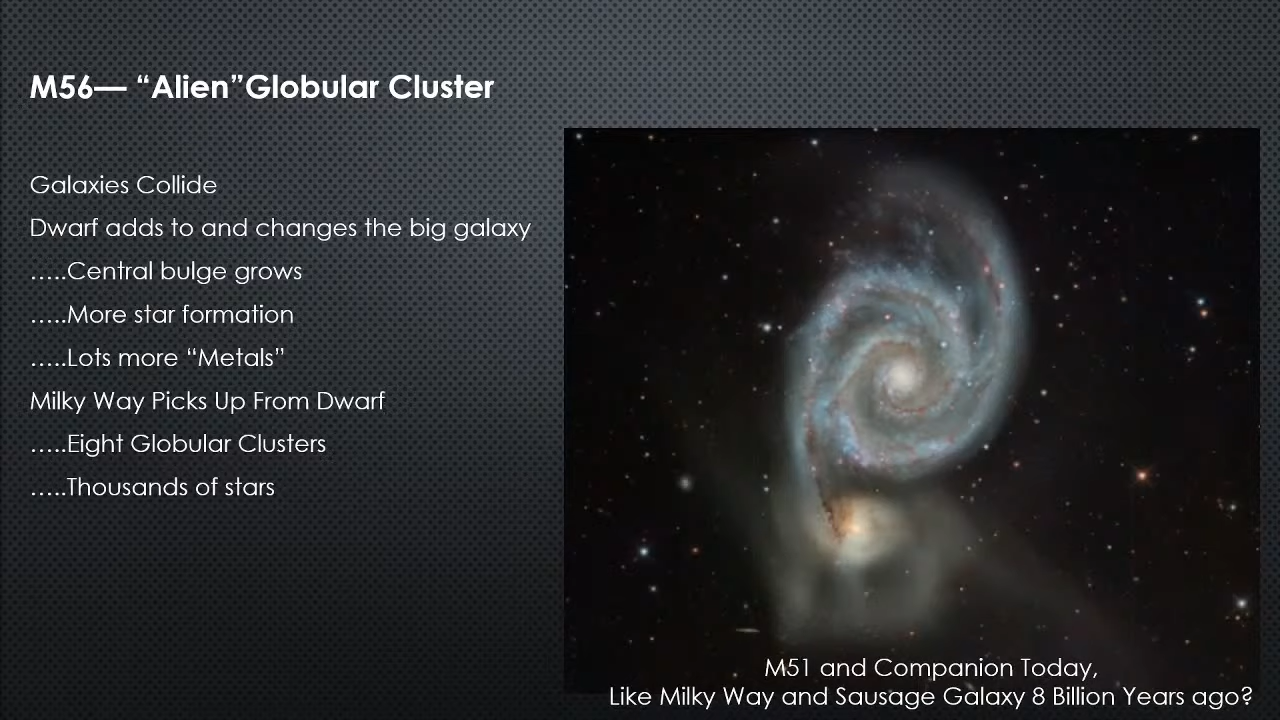 M56— “Alien”Globular Cluster
Galaxies Collide
Dwarf adds to and changes the big galaxy
…..Central bulge grows
…..More star formation
…..Lots more “Metals”
Milky Way Picks Up From Dwarf
…..Eight Globular Clusters
…..Thousands of stars
M51 and Companion Today,
Like Milky Way and Sausage Galaxy 8 Billion Years ago?